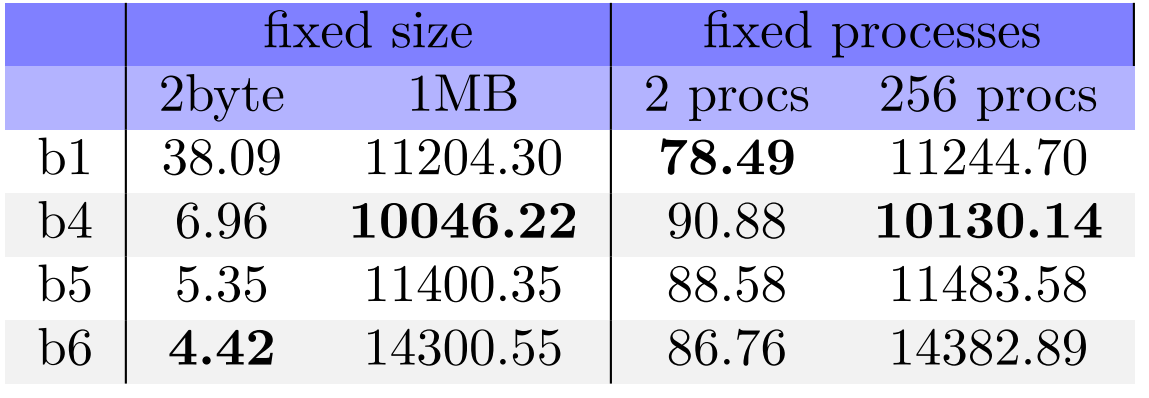 fixed size fixed processes
2byte 1MB 2 procs 256 procs
b1 38.09 11204.30 78.49 11244.70
b4 6.96 10046.22 90.88 10130.14
b5 5.35 11400.35 88.58 11483.58
b6 4.42 14300.55 86.76 14382.89